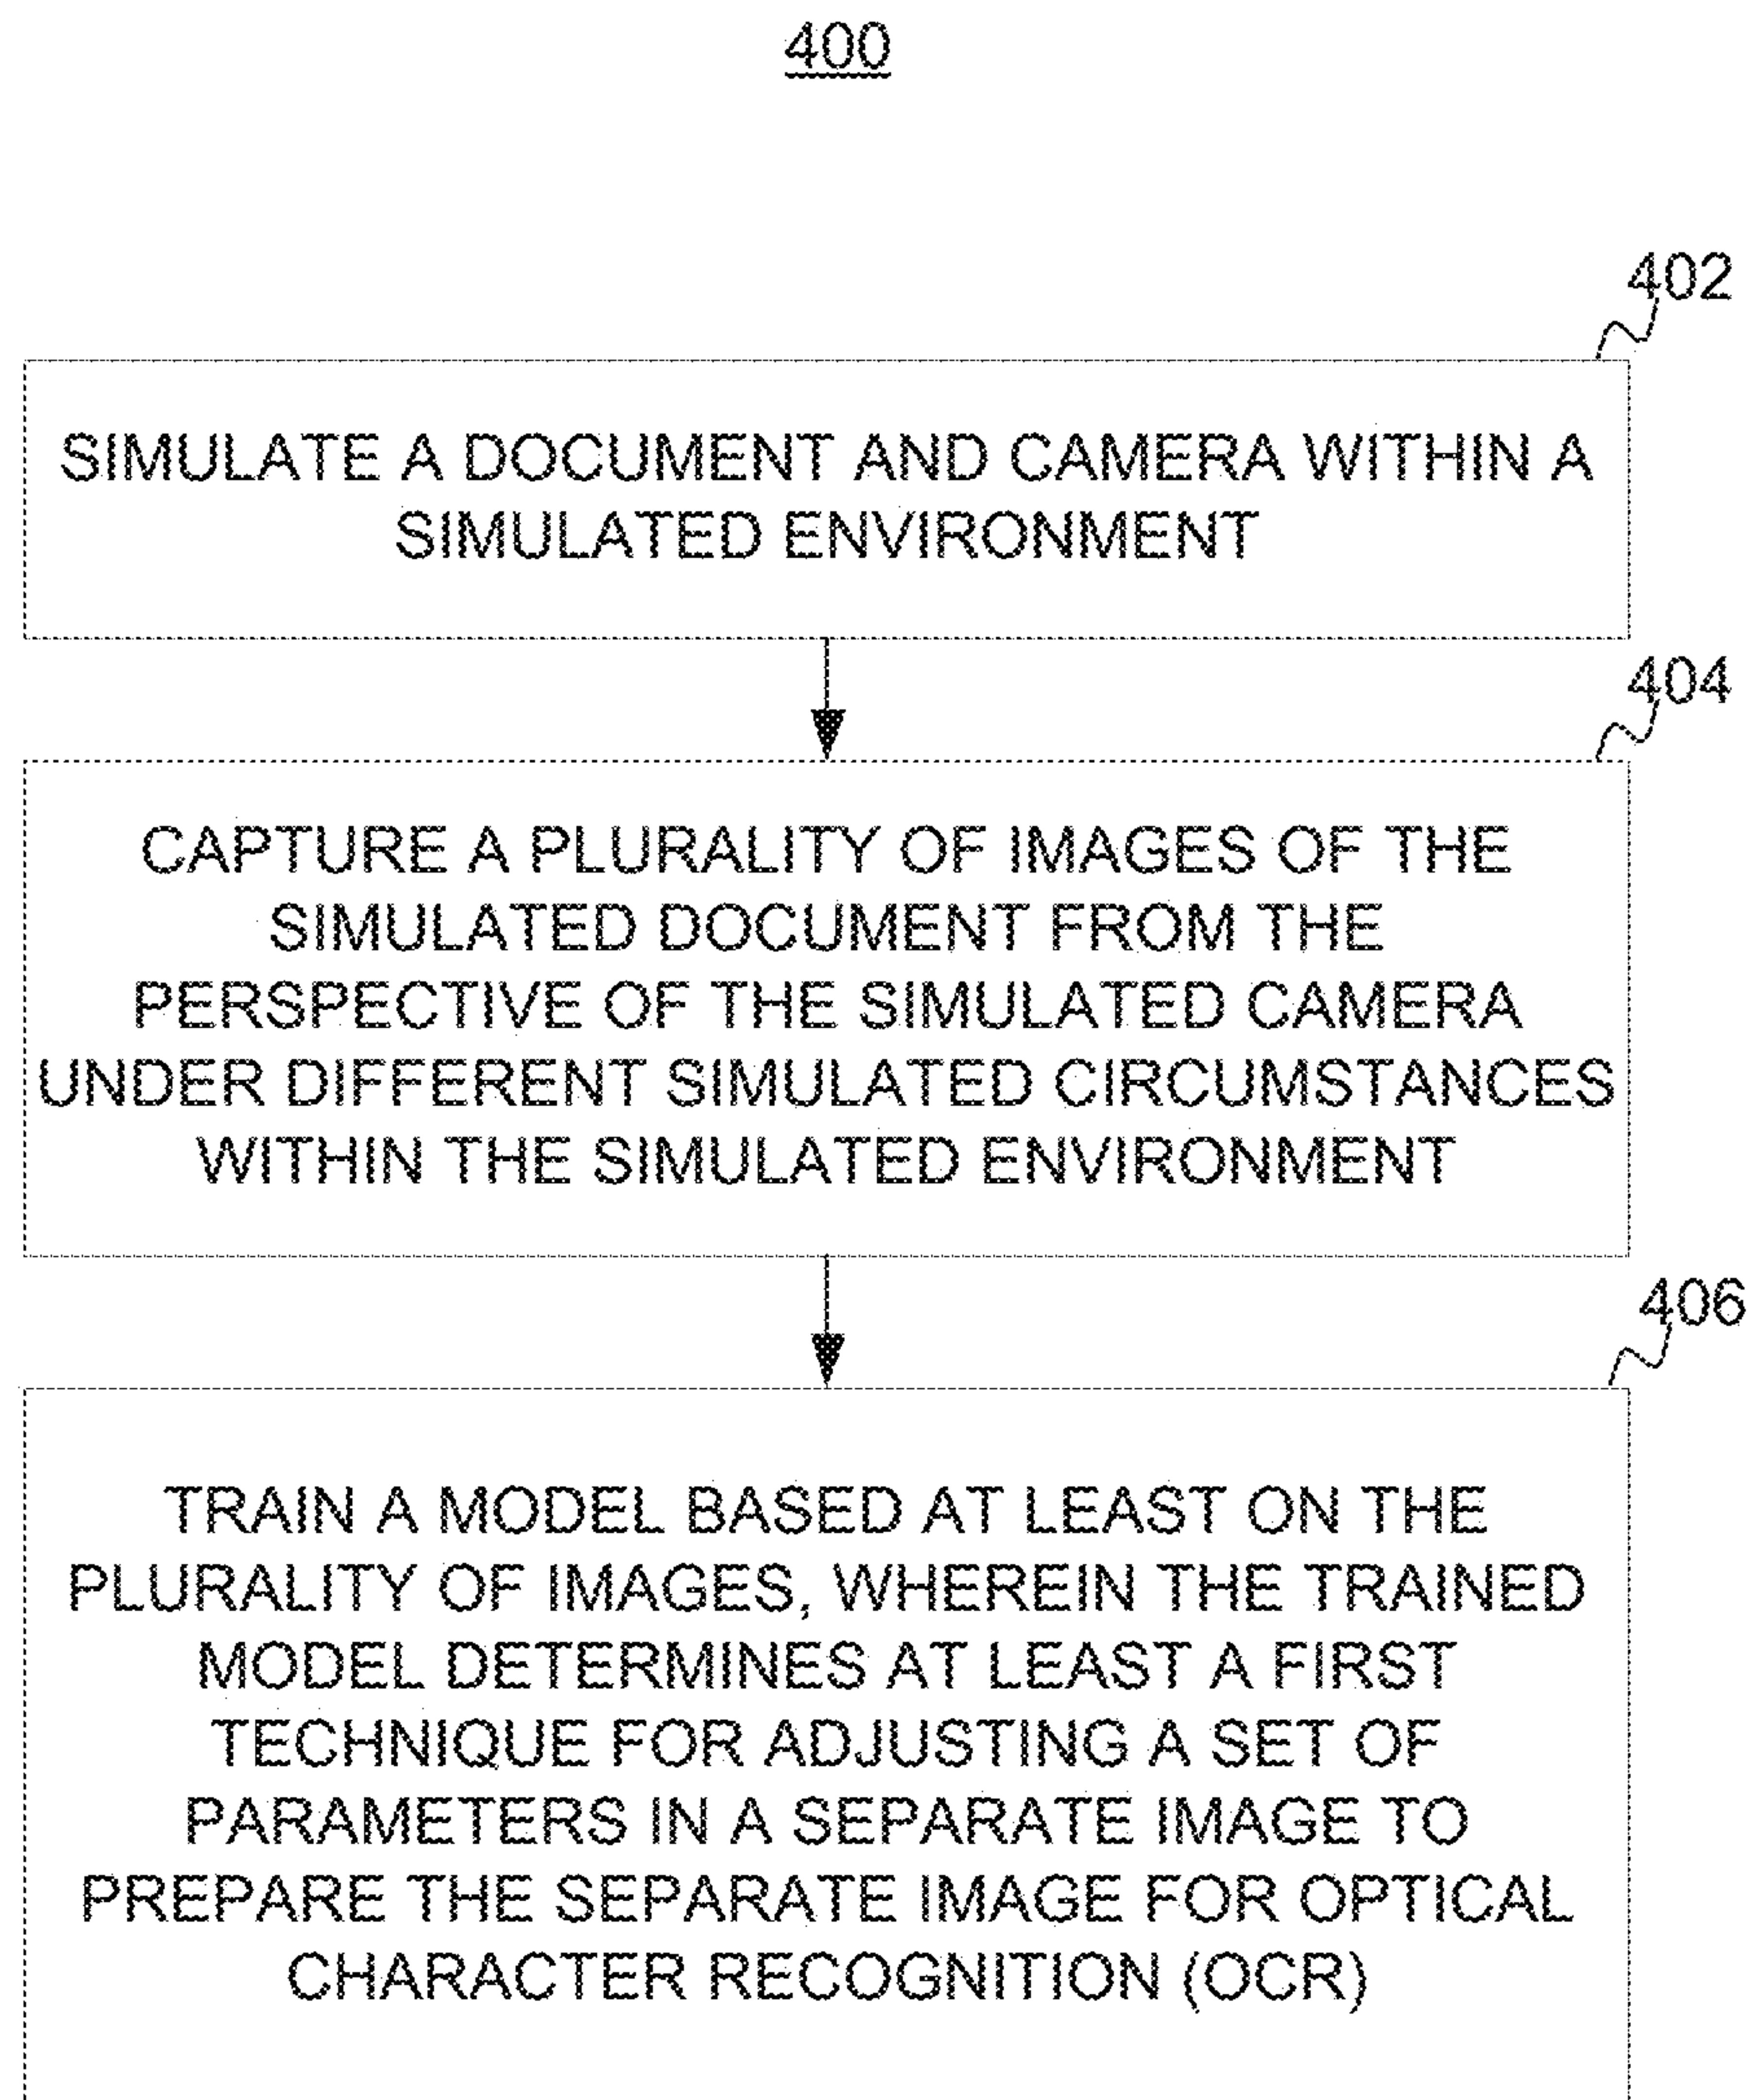 400
402
SIMULATE A DOCUMENT AND CAMERA WITHIN A
SIMULATED ENVIRONMENT
404
CAPTURE A PLURALITY OF IMAGES OF THE
SIMULATED DOCUMENT FROM THE
PERSPECTIVE OF THE SIMULATED CAMERA
UNDER DIFFERENT SIMULATED CIRCUMSTANCES
WITHIN THE SIMULATED ENVIRONMENT
406
TRAIN A MODEL BASED AT LEAST ON THE
PLURALITY OF IMAGES, WHEREIN THE TRAINED
MODEL DETERMINES AT LEAST A FIRST
TECHNIQUE FOR ADJUSTING A SET OF
PARAMETERS IN A SEPARATE IMAGE TO
PREPARE THE SEPARATE IMAGE FOR OPTICAL
CHARACTER RECOGNITION (OCR)